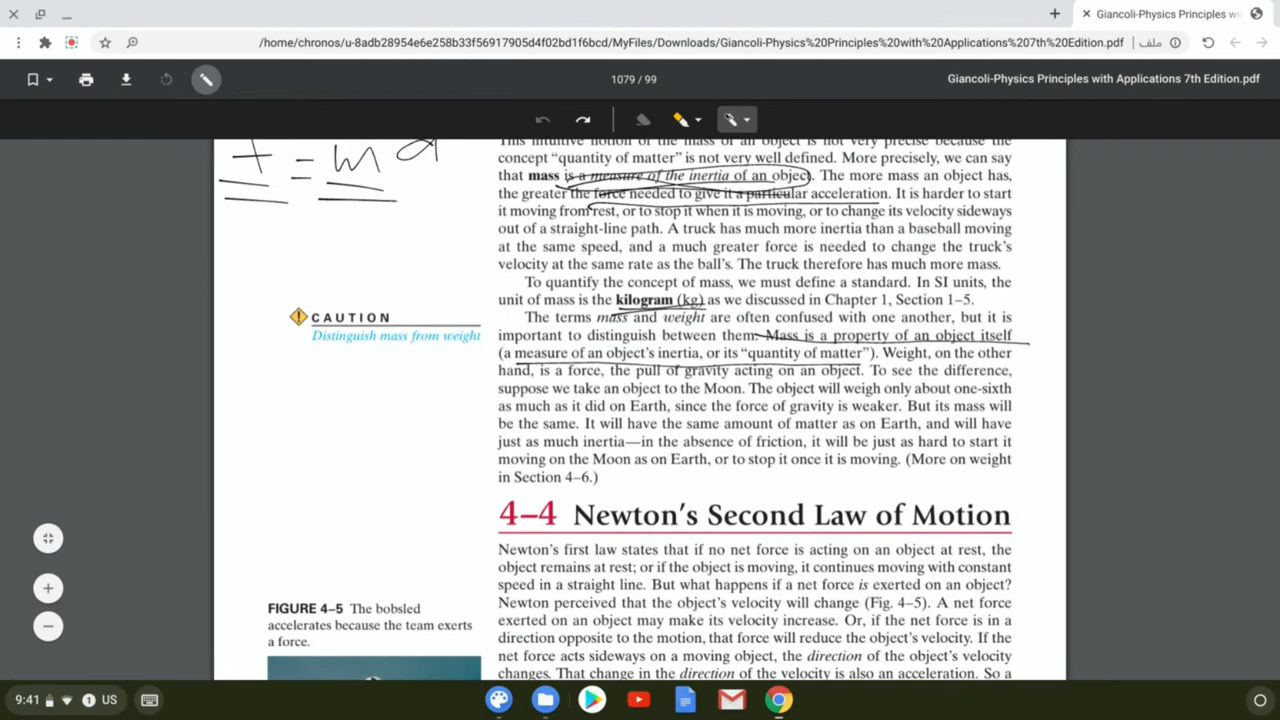 Giancoli-Physics Principles wi
/home/chronos/u-8adb28954e6e258b33f56917905d4f02bd1f6bcd/MyFiles/Downloads/Giancoli-Physics%20Principles%20with%20Applications%207th%20Edition.pdf | ملف
1079 / 99
Giancoli-Physics Principles with Applications 7th Edition.pdf
= m a
This intuitive notion of the mass of an object is not very precise because the
concept “quantity of matter” is not very well defined. More precisely, we can say
that mass is a measure of the inertia of an object. The more mass an object has,
the greater the force needed to give it a particular acceleration. It is harder to start
it moving from rest, or to stop it when it is moving, or to change its velocity sideways
out of a straight-line path. A truck has much more inertia than a baseball moving
at the same speed, and a much greater force is needed to change the truck’s
velocity at the same rate as the ball’s. The truck therefore has much more mass.
To quantify the concept of mass, we must define a standard. In SI units, the
unit of mass is the kilogram (kg) as we discussed in Chapter 1, Section 1–5.
The terms mass and weight are often confused with one another, but it is
important to distinguish between them. Mass is a property of an object itself
(a measure of an object’s inertia, or its “quantity of matter”). Weight, on the other
hand, is a force, the pull of gravity acting on an object. To see the difference,
suppose we take an object to the Moon. The object will weigh only about one-sixth
as much as it did on Earth, since the force of gravity is weaker. But its mass will
be the same. It will have the same amount of matter as on Earth, and will have
just as much inertia—in the absence of friction, it will be just as hard to start it
moving on the Moon as on Earth, or to stop it once it is moving. (More on weight
in Section 4–6.)
CAUTION
Distinguish mass from weight
4–4 Newton’s Second Law of Motion
Newton’s first law states that if no net force is acting on an object at rest, the
object remains at rest; or if the object is moving, it continues moving with constant
speed in a straight line. But what happens if a net force is exerted on an object?
Newton perceived that the object’s velocity will change (Fig. 4–5). A net force
exerted on an object may make its velocity increase. Or, if the net force is in a
direction opposite to the motion, that force will reduce the object’s velocity. If the
net force acts sideways on a moving object, the direction of the object’s velocity
changes. That change in the direction of the velocity is also an acceleration. So a
FIGURE 4–5 The bobsled
accelerates because the team exerts
a force.
9:41 1 US